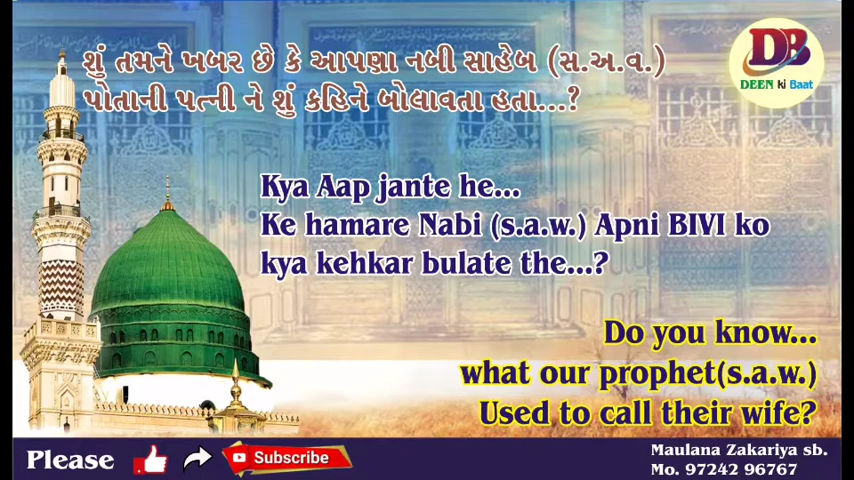 શું તમને ખબર છે કે આપણા નબી સાહેબ (સ.અ.વ.)
પોતાની પત્ની ને શું કહિને બોલાવતા હતા...?
DB
DEEN ki Baat
Kya Aap jante he...
Ke hamare Nabi (s.a.w.) Apni BIVI ko
kya kehkar bulate the...?
Do you know...
what our prophet(s.a.w.)
Used to call their wife?
Please
Subscribe
Maulana Zakariya sb.
Mo. 97242 96767